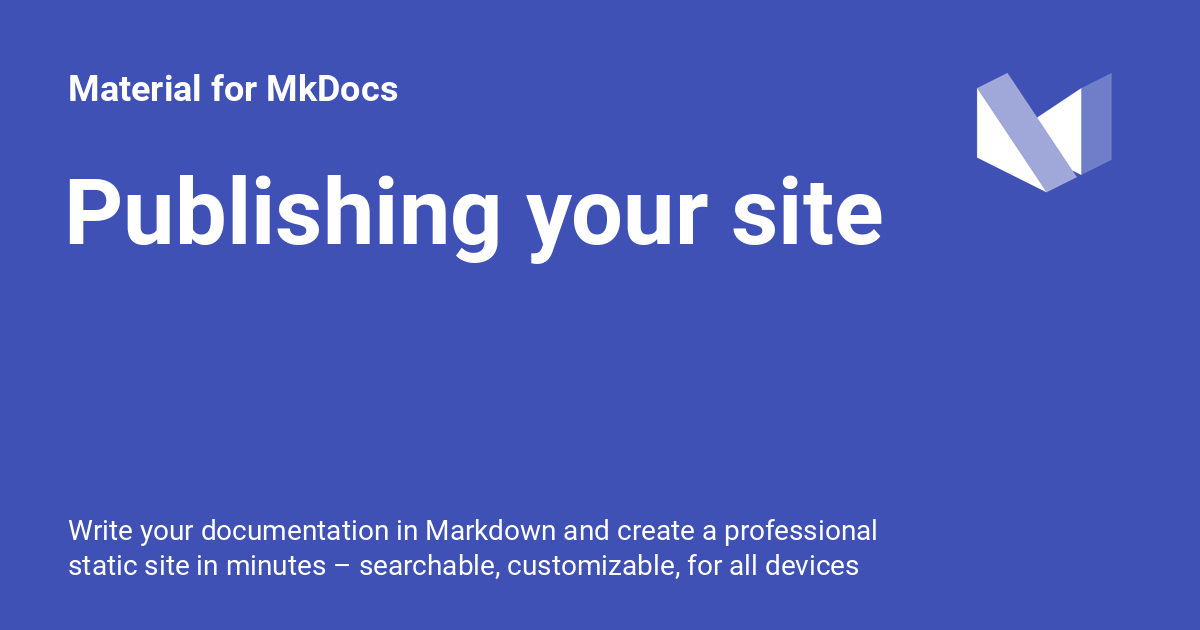 Material for MkDocs
Publishing your site
Write your documentation in Markdown and create a professional
static site in minutes – searchable, customizable, for all devices